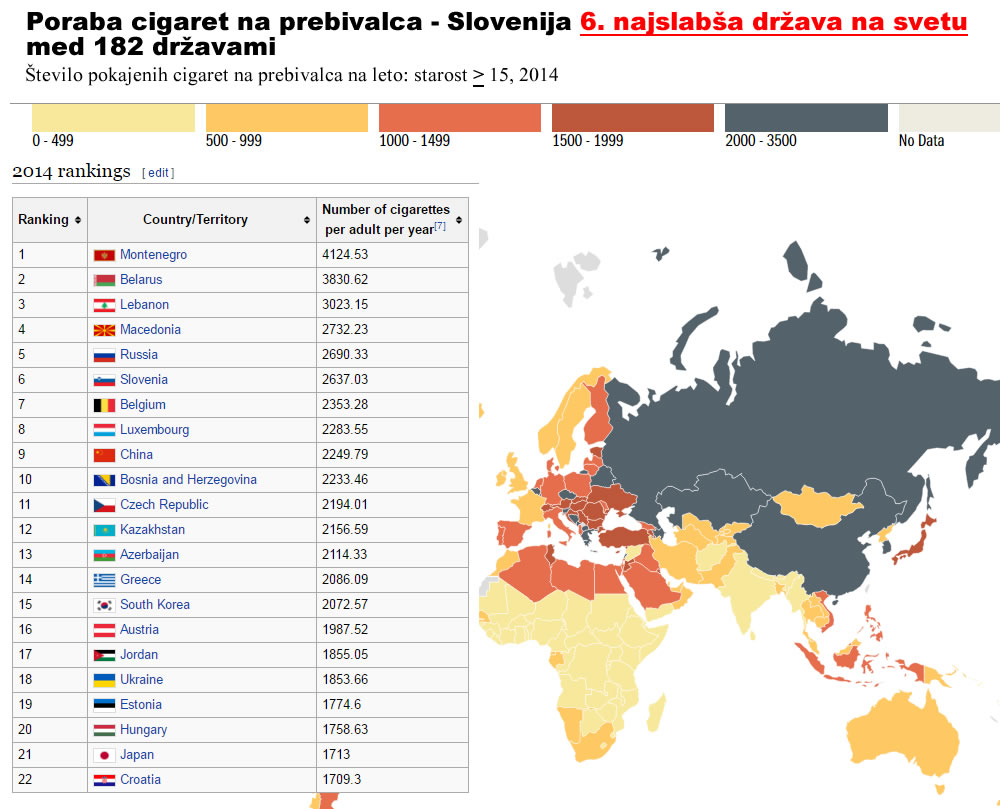 Poraba cigaret na prebivalca - Slovenija 6. najslabša država na svetu
med 182 državami
Število pokajenih cigaret na prebivalca na leto: starost ≥ 15, 2014
0 - 499 500 - 999 1000 - 1499 1500 - 1999 2000 - 3500 No Data
2014 rankings [ edit ]
Ranking Country/Territory Number of cigarettes
per adult per year[7]
1 Montenegro 4124.53
2 Belarus 3830.62
3 Lebanon 3023.15
4 Macedonia 2732.23
5 Russia 2690.33
6 Slovenia 2637.03
7 Belgium 2353.28
8 Luxembourg 2283.55
9 China 2249.79
10 Bosnia and Herzegovina 2233.46
11 Czech Republic 2194.01
12 Kazakhstan 2156.59
13 Azerbaijan 2114.33
14 Greece 2086.09
15 South Korea 2072.57
16 Austria 1987.52
17 Jordan 1855.05
18 Ukraine 1853.66
19 Estonia 1774.6
20 Hungary 1758.63
21 Japan 1713
22 Croatia 1709.3